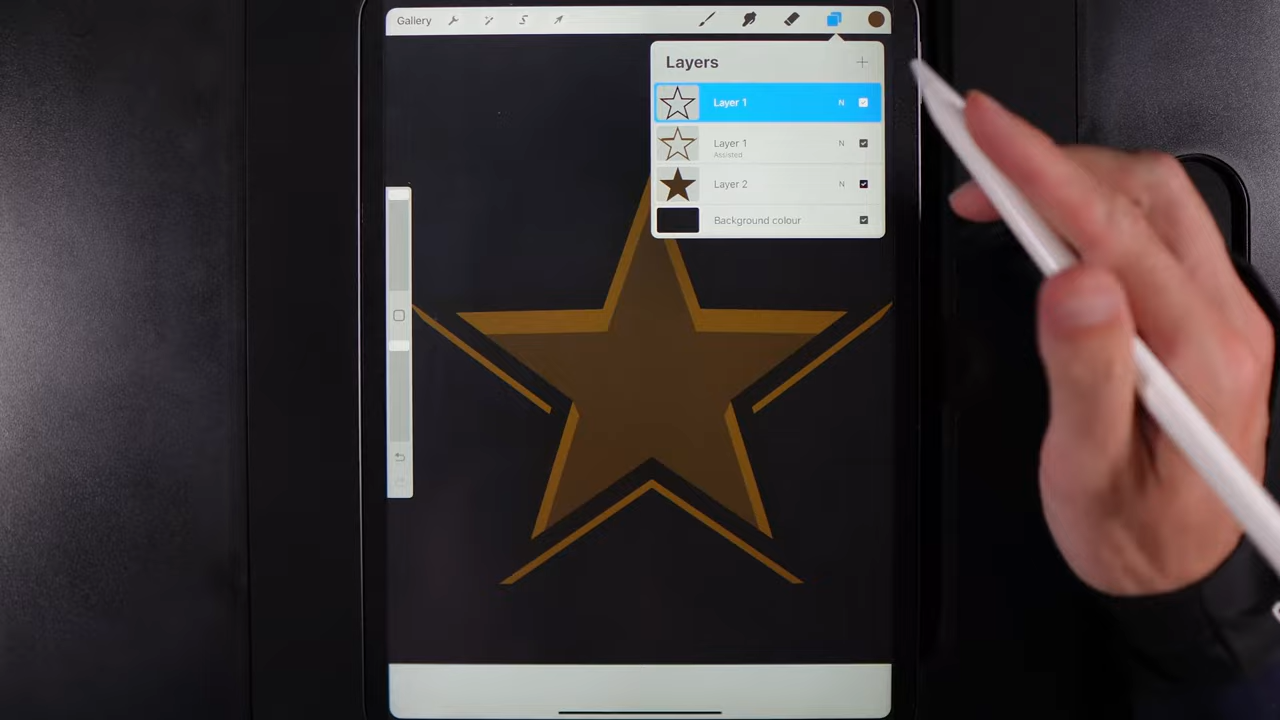 Gallery
Layers
Layer 1
N
Layer 1
Assisted
N
Layer 2
N
Background colour